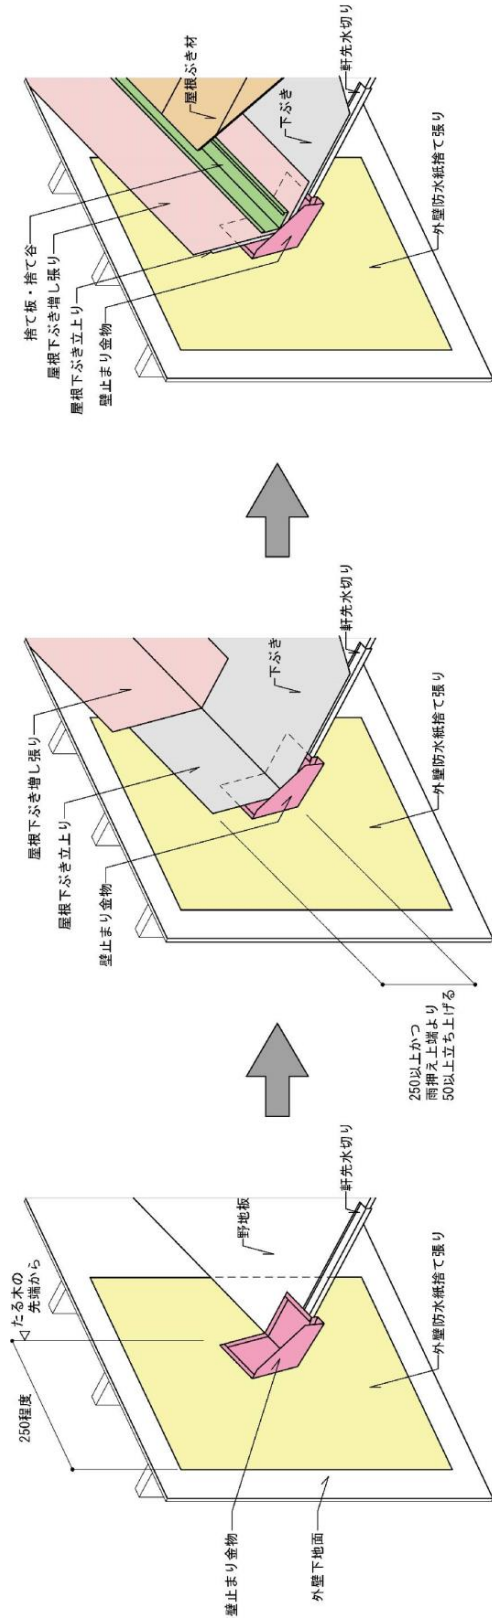 250程度
たる木の
先端から
壁止まり金物
外壁下地面
野地板
軒先水切り
外壁防水紙捨て張り
屋根下ぶき増し張り
屋根下ぶき立上り
壁止まり金物
下ぶき
軒先水切り
外壁防水紙捨て張り
250以上かつ
雨押え上端より
50以上立ち上げる
捨て板・捨て谷
屋根下ぶき増し張り
屋根下ぶき立上り
壁止まり金物
屋根ぶき材
下ぶき
軒先水切り
外壁防水紙捨て張り